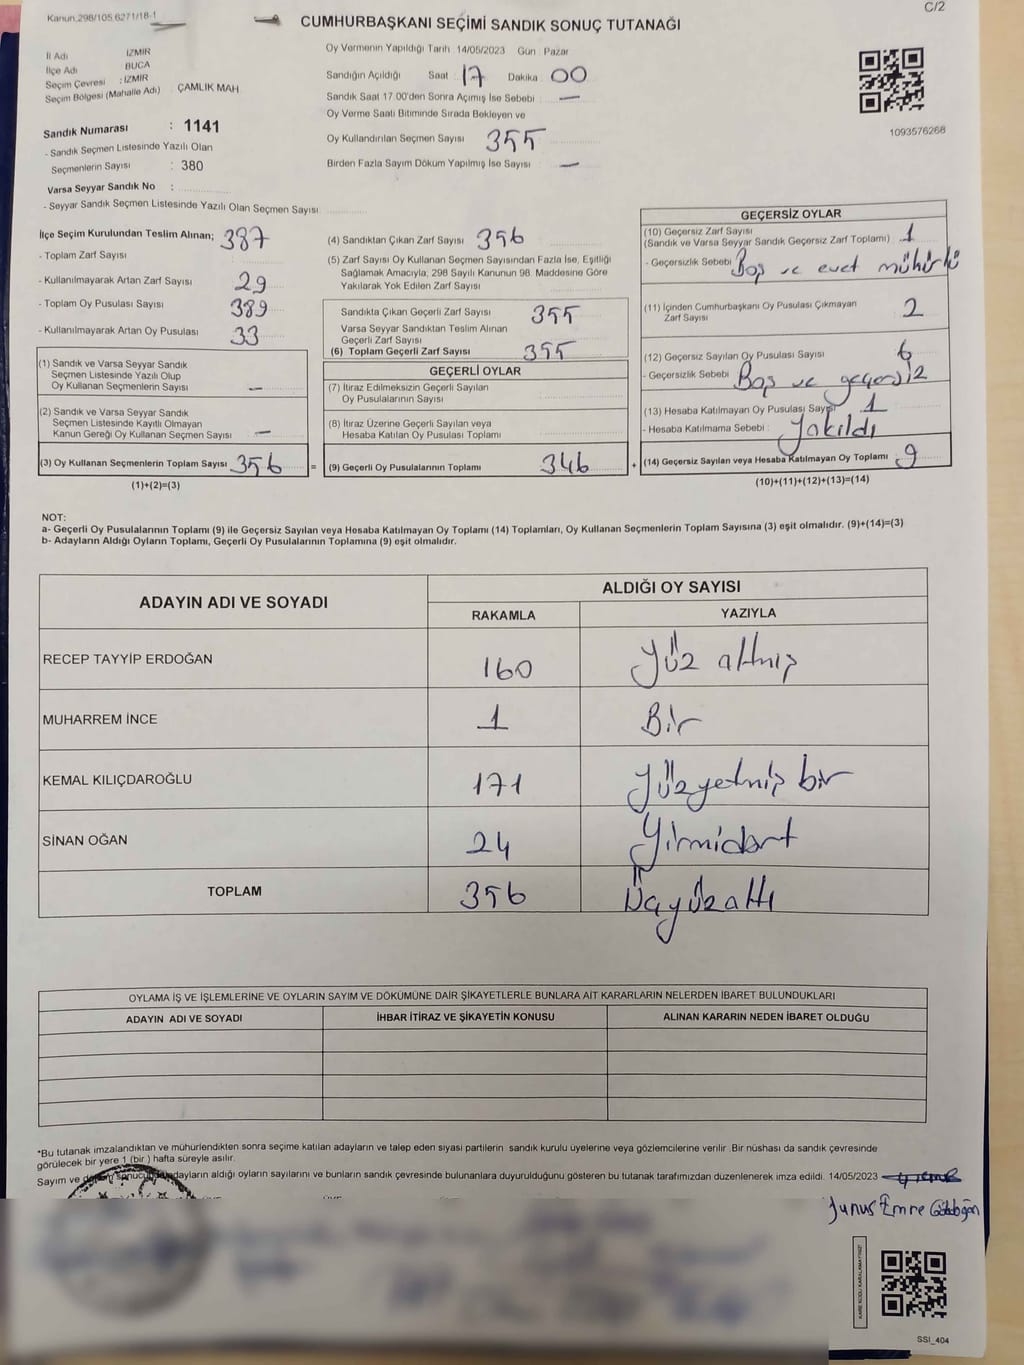 Kanun 298/105,6271/18-1
C/2
CUMHURBAŞKANI SEÇİMİ SANDIK SONUÇ TUTANAĞI
İl Adı İZMİR
İlçe Adı BUCA
Seçim Çevresi : İZMİR
Seçim Bölgesi (Mahalle Adı) ÇAMLIK MAH.
Sandık Numarası : 1141
- Sandık Seçmen Listesinde Yazılı Olan
Seçmenlerin Sayısı : 380
Varsa Seyyar Sandık No :
- Seyyar Sandık Seçmen Listesinde Yazılı Olan Seçmen Sayısı
Oy Vermenin Yapıldığı Tarih 14/05/2023 Gün : Pazar
Sandığın Açıldığı Saat : 17 Dakika : 00
Sandık Saat 17.00'den Sonra Açımış İse Sebebi : —
Oy Verme Saati Bitiminde Sırada Bekleyen ve
Oy Kullandırılan Seçmen Sayısı 355
Birden Fazla Sayım Döküm Yapılmış İse Sayısı —
1093576268
İlçe Seçim Kurulundan Teslim Alınan; 387
- Toplam Zarf Sayısı
- Kullanılmayarak Artan Zarf Sayısı 29
- Toplam Oy Pusulası Sayısı 389
- Kullanılmayarak Artan Oy Pusulası 33
(1) Sandık ve Varsa Seyyar Sandık
Seçmen Listesinde Yazılı Olup
Oy Kullanan Seçmenlerin Sayısı —
(2) Sandık ve Varsa Seyyar Sandık
Seçmen Listesinde Kayıtlı Olmayan
Kanun Gereği Oy Kullanan Seçmen Sayısı —
(3) Oy Kullanan Seçmenlerin Toplam Sayısı 356 =
(1)+(2)=(3)
(4) Sandıktan Çıkan Zarf Sayısı 356
(5) Zarf Sayısı Oy Kullanan Seçmen Sayısından Fazla İse, Eşitliği
Sağlamak Amacıyla; 298 Sayılı Kanunun 98. Maddesine Göre
Yakılarak Yok Edilen Zarf Sayısı
Sandıkta Çıkan Geçerli Zarf Sayısı 355
Varsa Seyyar Sandıktan Teslim Alınan
Geçerli Zarf Sayısı
(6) Toplam Geçerli Zarf Sayısı 355
GEÇERLİ OYLAR
(7) İtiraz Edilmeksizin Geçerli Sayılan
Oy Pusulalarının Sayısı
(8) İtiraz Üzerine Geçerli Sayılan veya
Hesaba Katılan Oy Pusulası Toplamı
(9) Geçerli Oy Pusulalarının Toplamı 346 +
GEÇERSİZ OYLAR
(10) Geçersiz Zarf Sayısı
(Sandık ve Varsa Seyyar Sandık Geçersiz Zarf Toplamı) 1
- Geçersizlik Sebebi Boş ve evet mühürlü
(11) İçinden Cumhurbaşkanı Oy Pusulası Çıkmayan
Zarf Sayısı 2
(12) Geçersiz Sayılan Oy Pusulası Sayısı 6
- Geçersizlik Sebebi Boş ve geçersiz
(13) Hesaba Katılmayan Oy Pusulası Sayısı 1
- Hesaba Katılmama Sebebi : Yakıldı
(14) Geçersiz Sayılan veya Hesaba Katılmayan Oy Toplamı 9
(10)+(11)+(12)+(13)=(14)
NOT:
a- Geçerli Oy Pusulalarının Toplamı (9) ile Geçersiz Sayılan veya Hesaba Katılmayan Oy Toplamı (14) Toplamları, Oy Kullanan Seçmenlerin Toplam Sayısına (3) eşit olmalıdır. (9)+(14)=(3)
b- Adayların Aldığı Oyların Toplamı, Geçerli Oy Pusulalarının Toplamına (9) eşit olmalıdır.
ADAYIN ADI VE SOYADI
ALDIĞI OY SAYISI
RAKAMLA YAZIYLA
RECEP TAYYİP ERDOĞAN 160 Yüz altmış
MUHARREM İNCE 1 Bir
KEMAL KILIÇDAROĞLU 171 Yüzyetmiş bir
SİNAN OĞAN 24 Yirmidört
TOPLAM 356 Üçyüzaltı
OYLAMA İŞ VE İŞLEMLERİNE VE OYLARIN SAYIM VE DÖKÜMÜNE DAİR ŞİKAYETLERLE BUNLARA AİT KARARLARIN NELERDEN İBARET BULUNDUKLARI
ADAYIN ADI VE SOYADI İHBAR İTİRAZ VE ŞİKAYETİN KONUSU ALINAN KARARIN NEDEN İBARET OLDUĞU
*Bu tutanak imzalandıktan ve mühürlendikten sonra seçime katılan adayların ve talep eden siyasi partilerin sandık kurulu üyelerine veya gözlemcilerine verilir .Bir nüshası da sandık çevresinde
görülecek bir yere 1 (bir ) hafta süreyle asılır.
Sayım ve döküm sonucunda adayların aldığı oyların sayılarını ve bunların sandık çevresinde bulunanlara duyurulduğunu gösteren bu tutanak tarafımızdan düzenlenerek imza edildi. 14/05/2023
Yunus Emre
KARE KODU KARALAMAYINIZ!
SSI_404